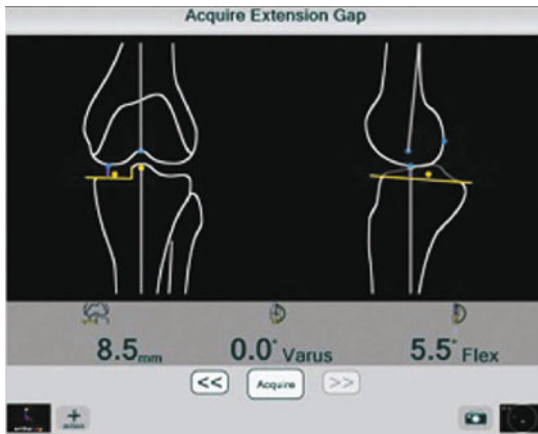 Acquire Extension Gap
8.5mm 0.0° Varus 5.5° Flex
<< Acquire >>